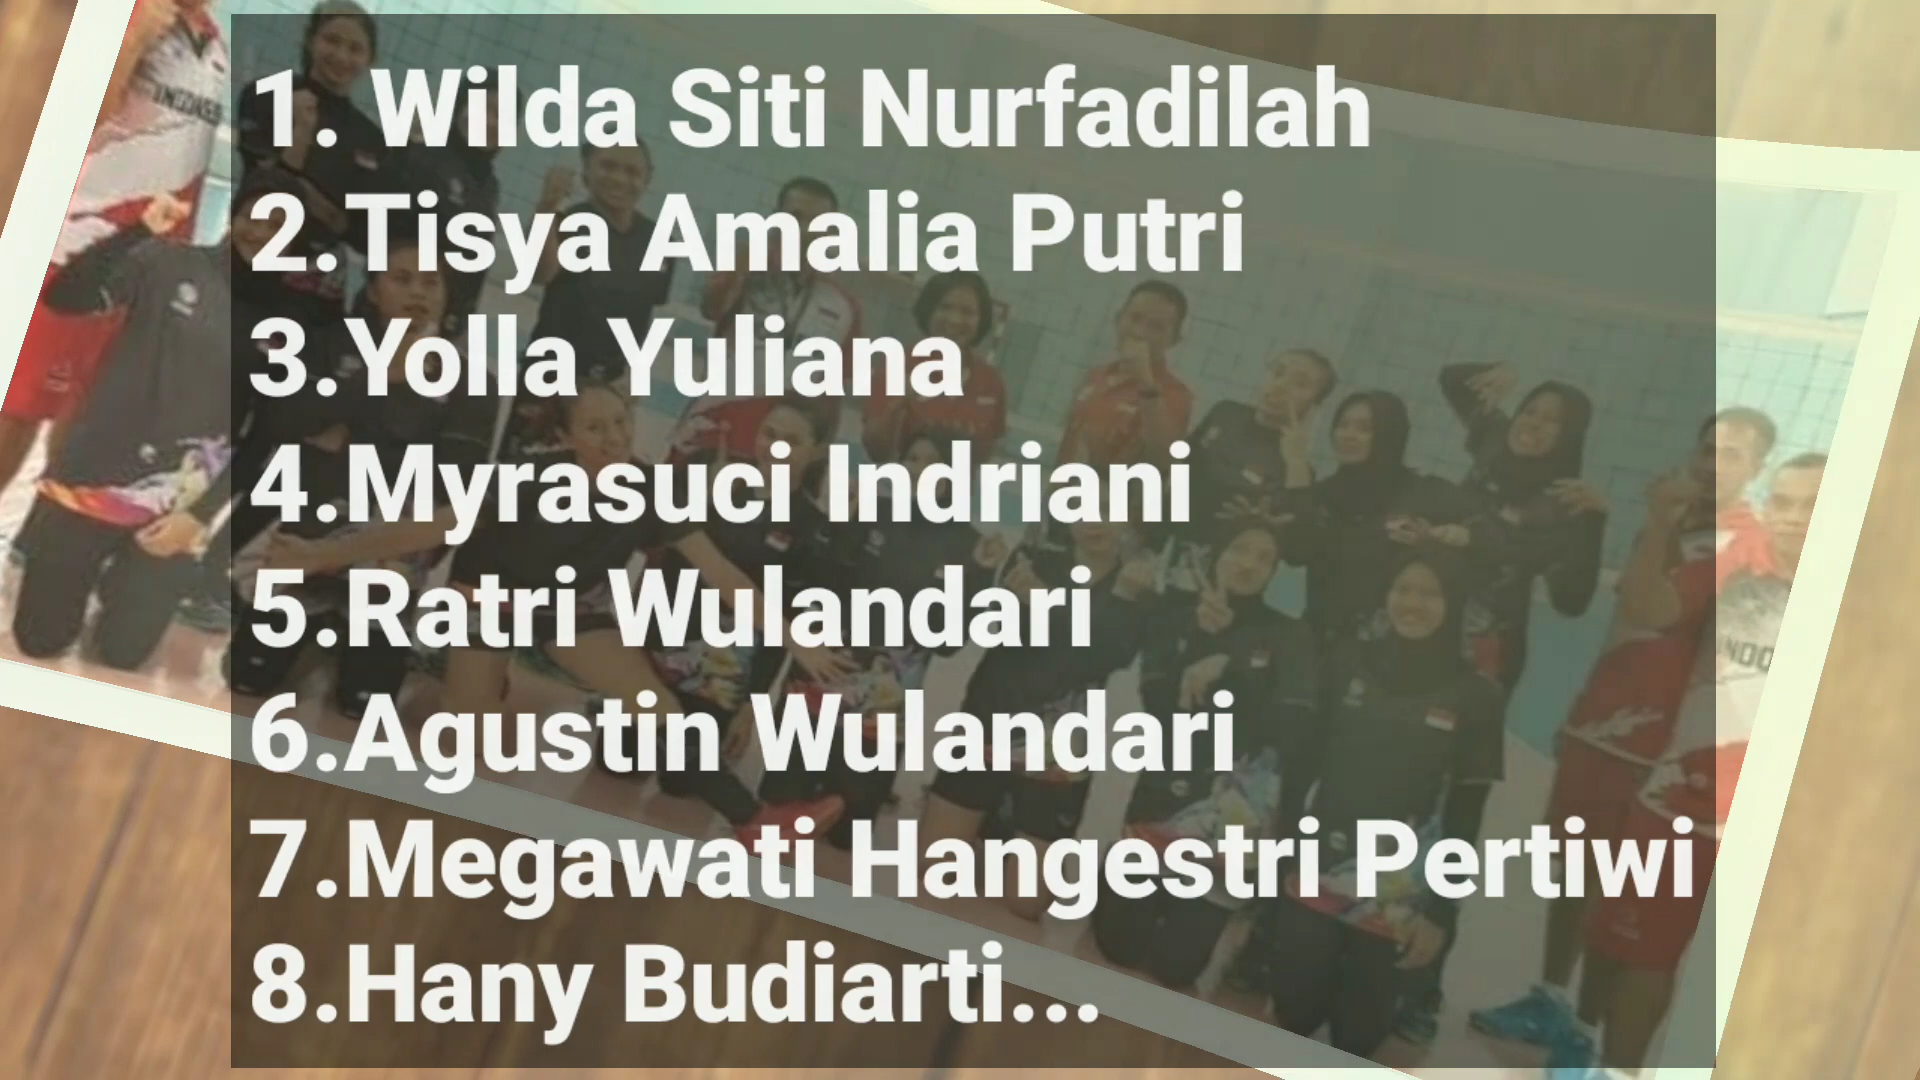 1. Wilda Siti Nurfadilah
2.Tisya Amalia Putri
3.Yolla Yuliana
4.Myrasuci Indriani
5.Ratri Wulandari
6.Agustin Wulandari
7.Megawati Hangestri Pertiwi
8.Hany Budiarti...